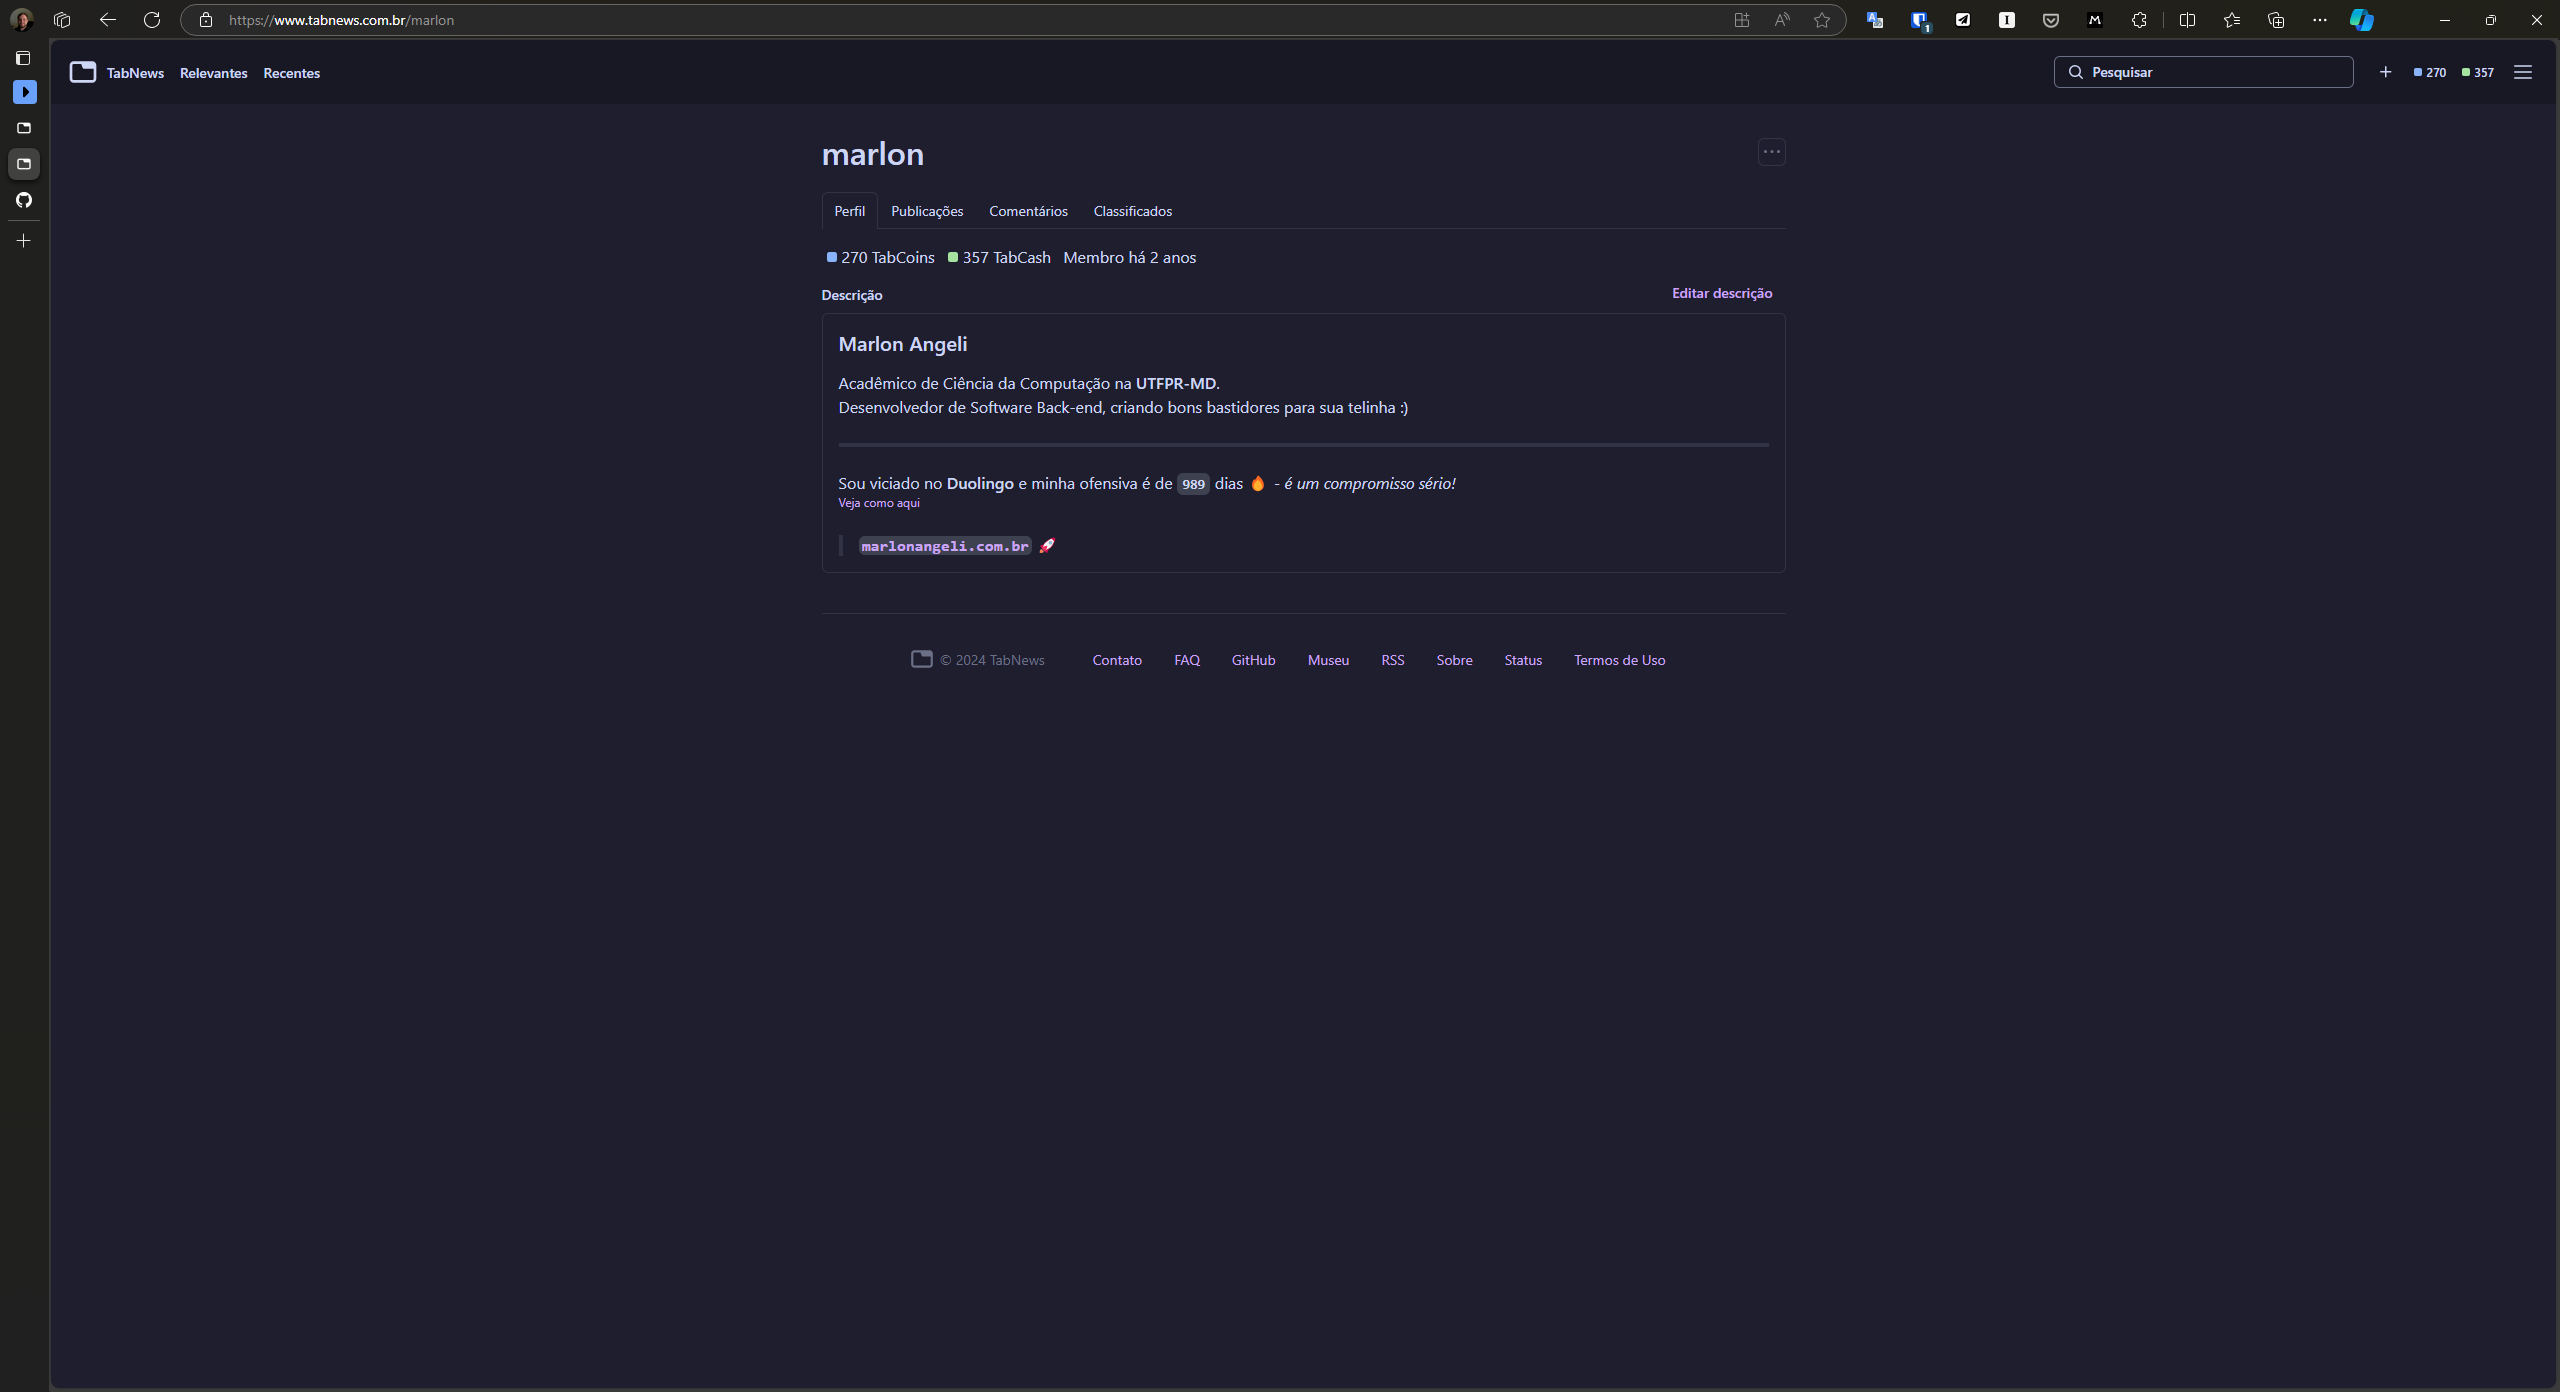 https://www.tabnews.com.br/marlon
1
TabNews Relevantes Recentes
Pesquisar
270 357
marlon
Perfil Publicações Comentários Classificados
270 TabCoins 357 TabCash Membro há 2 anos
Descrição
Editar descrição
Marlon Angeli
Acadêmico de Ciência da Computação na UTFPR-MD.
Desenvolvedor de Software Back-end, criando bons bastidores para sua telinha :)
Sou viciado no Duolingo e minha ofensiva é de 989 dias 🔥 - é um compromisso sério!
Veja como aqui
marlonangeli.com.br 🚀
© 2024 TabNews Contato FAQ GitHub Museu RSS Sobre Status Termos de Uso